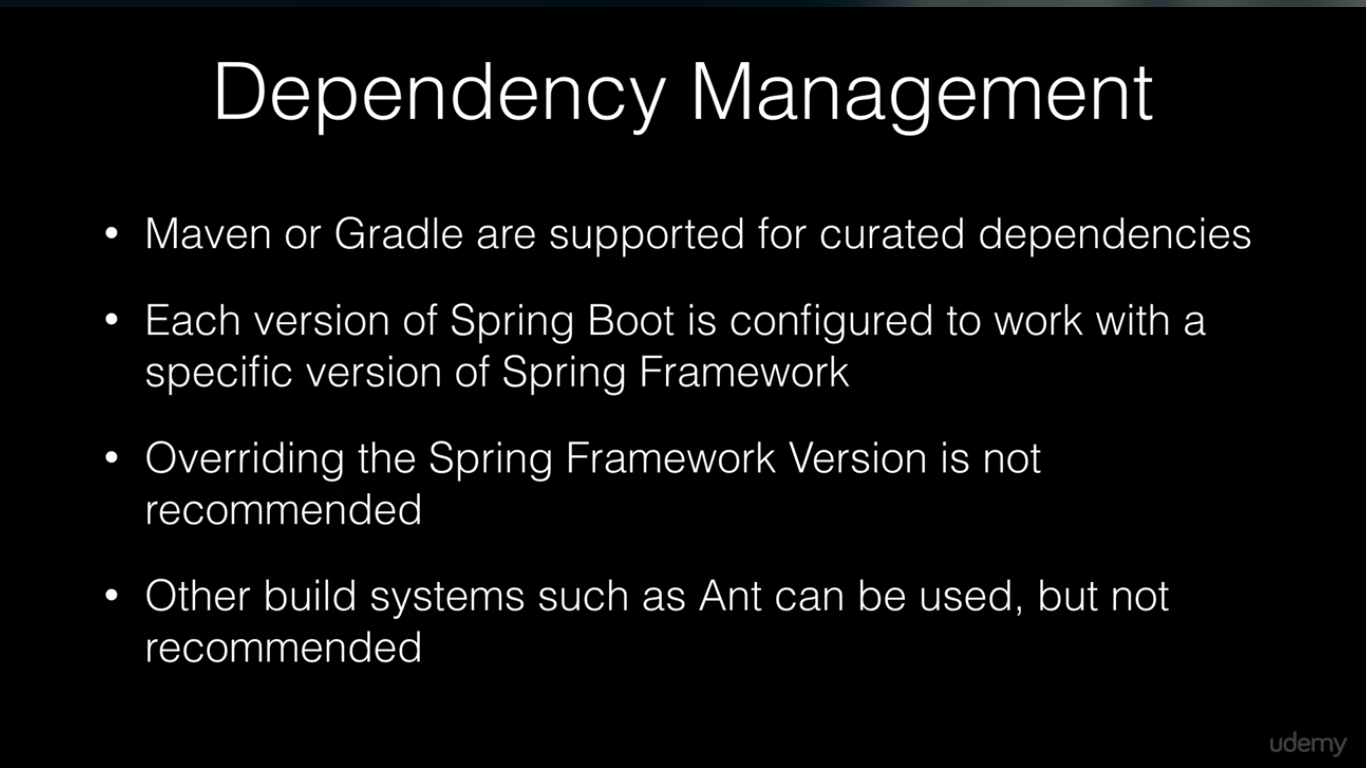 Dependency Management
• Maven or Gradle are supported for curated dependencies
• Each version of Spring Boot is configured to work with a
specific version of Spring Framework
• Overriding the Spring Framework Version is not
recommended
• Other build systems such as Ant can be used, but not
recommended
udemy